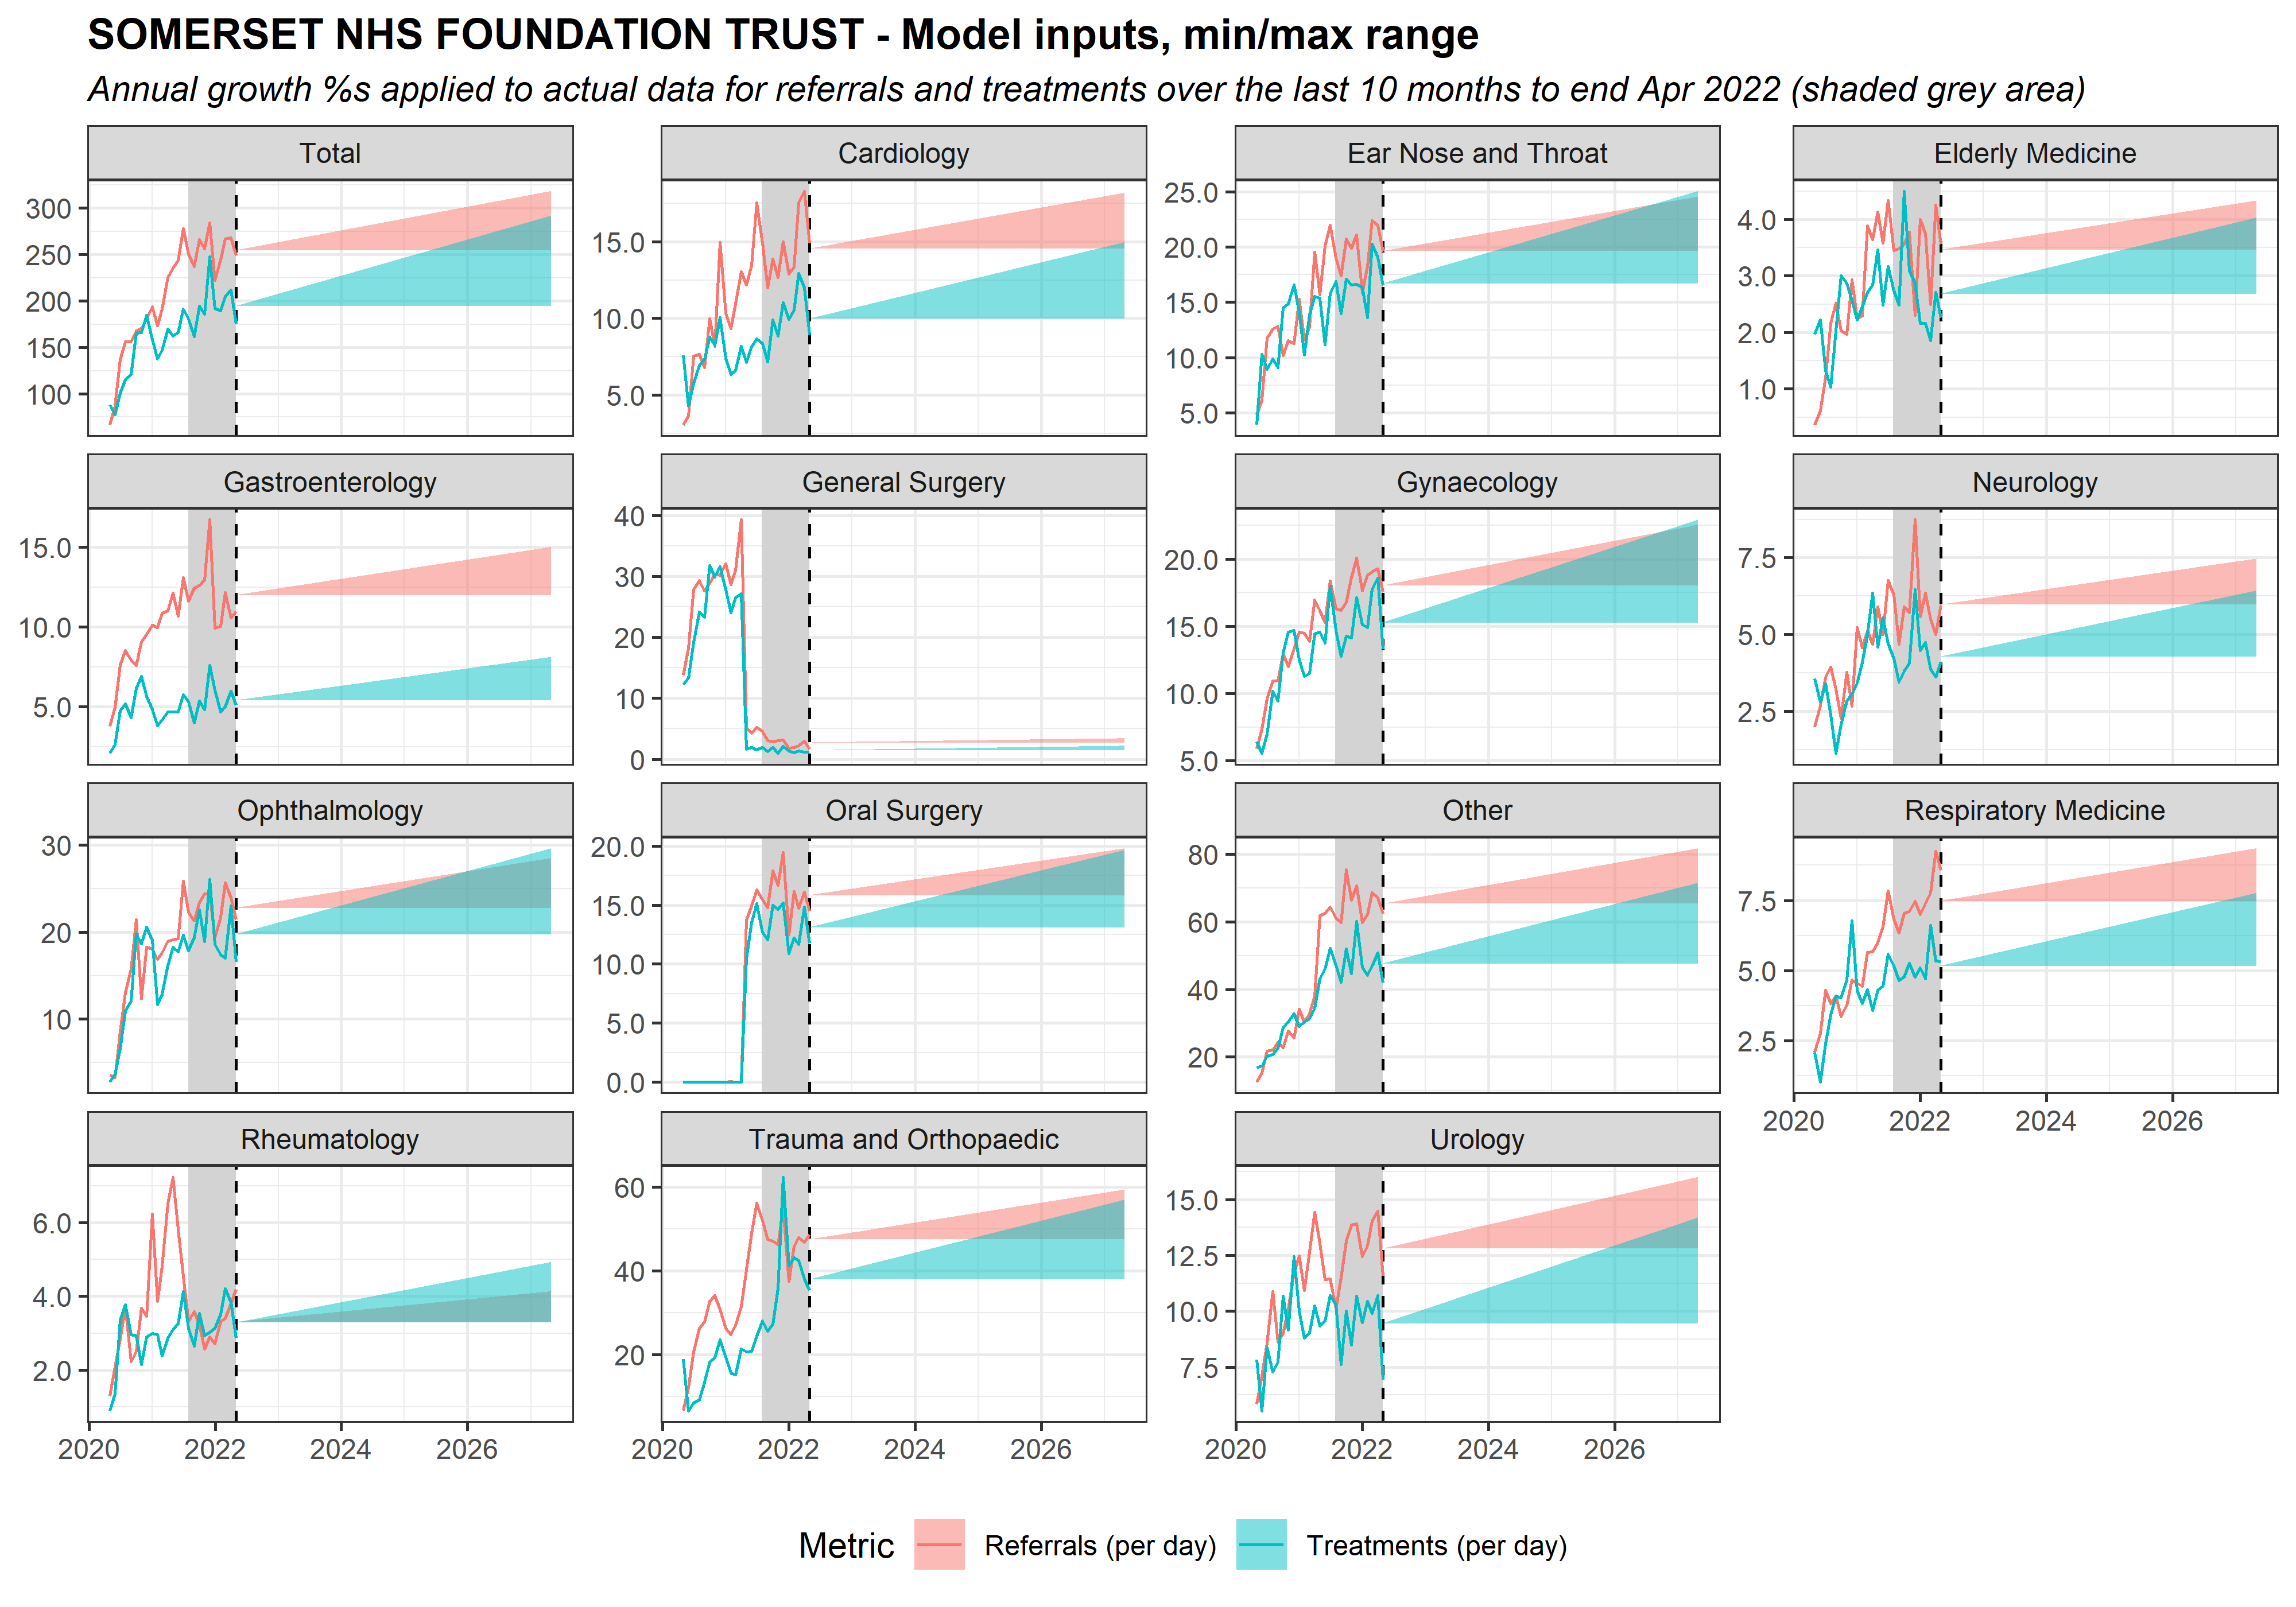 SOMERSET NHS FOUNDATION TRUST - Model inputs, min/max range
Annual growth %s applied to actual data for referrals and treatments over the last 10 months to end Apr 2022 (shaded grey area)
Total
300
250
200
150
100
Cardiology
15.0
10.0
5.0
Ear Nose and Throat
25.0
20.0
15.0
10.0
5.0
Elderly Medicine
4.0
3.0
2.0
1.0
Gastroenterology
15.0
10.0
5.0
General Surgery
40
30
20
10
0
Gynaecology
20.0
15.0
10.0
5.0
Neurology
7.5
5.0
2.5
Ophthalmology
30
20
10
Oral Surgery
20.0
15.0
10.0
5.0
0.0
Other
80
60
40
20
Respiratory Medicine
7.5
5.0
2.5
2020 2022 2024 2026
Rheumatology
6.0
4.0
2.0
2020 2022 2024 2026
Trauma and Orthopaedic
60
40
20
2020 2022 2024 2026
Urology
15.0
12.5
10.0
7.5
2020 2022 2024 2026
Metric Referrals (per day) Treatments (per day)